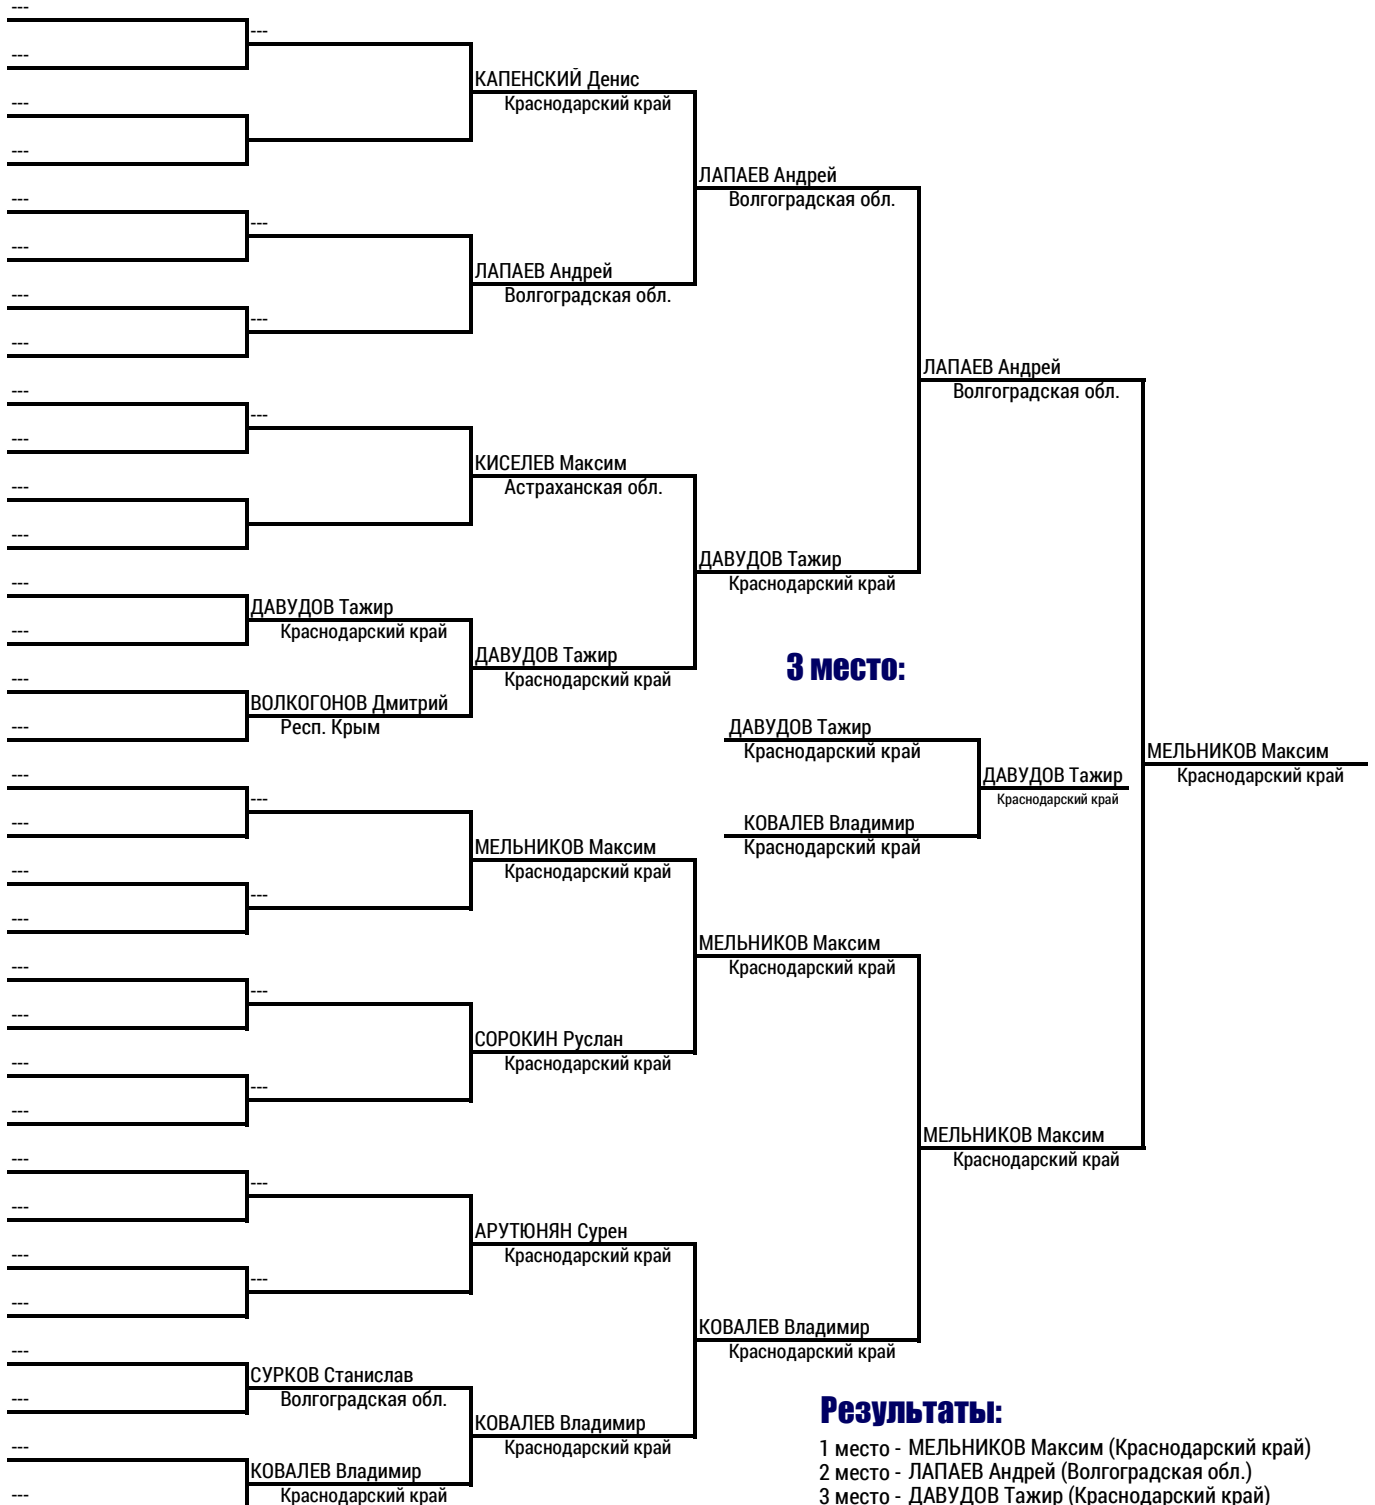 ---
---
---
КАПЕНСКИЙ Денис
Краснодарский край
---
---
ЛАПАЕВ Андрей
Волгоградская обл.
---
---
---
ЛАПАЕВ Андрей
Волгоградская обл.
---
---
---
ЛАПАЕВ Андрей
Волгоградская обл.
---
---
---
КИСЕЛЕВ Максим
Астраханская обл.
---
---
ДАВУДОВ Тажир
Краснодарский край
---
ДАВУДОВ Тажир
Краснодарский край
---
ДАВУДОВ Тажир
Краснодарский край
3 место:
---
ВОЛКОГОНОВ Дмитрий
Респ. Крым
---
ДАВУДОВ Тажир
Краснодарский край
МЕЛЬНИКОВ Максим
Краснодарский край
---
---
ДАВУДОВ Тажир
Краснодарский край
---
КОВАЛЕВ Владимир
Краснодарский край
МЕЛЬНИКОВ Максим
Краснодарский край
---
---
---
МЕЛЬНИКОВ Максим
Краснодарский край
---
---
---
СОРОКИН Руслан
Краснодарский край
---
---
---
МЕЛЬНИКОВ Максим
Краснодарский край
---
---
---
АРУТЮНЯН Сурен
Краснодарский край
---
---
---
КОВАЛЕВ Владимир
Краснодарский край
---
СУРКОВ Станислав
Волгоградская обл.
---
КОВАЛЕВ Владимир
Краснодарский край
---
КОВАЛЕВ Владимир
Краснодарский край
---
Результаты:
1 место - МЕЛЬНИКОВ Максим (Краснодарский край)
2 место - ЛАПАЕВ Андрей (Волгоградская обл.)
3 место - ДАВУДОВ Тажир (Краснодарский край)